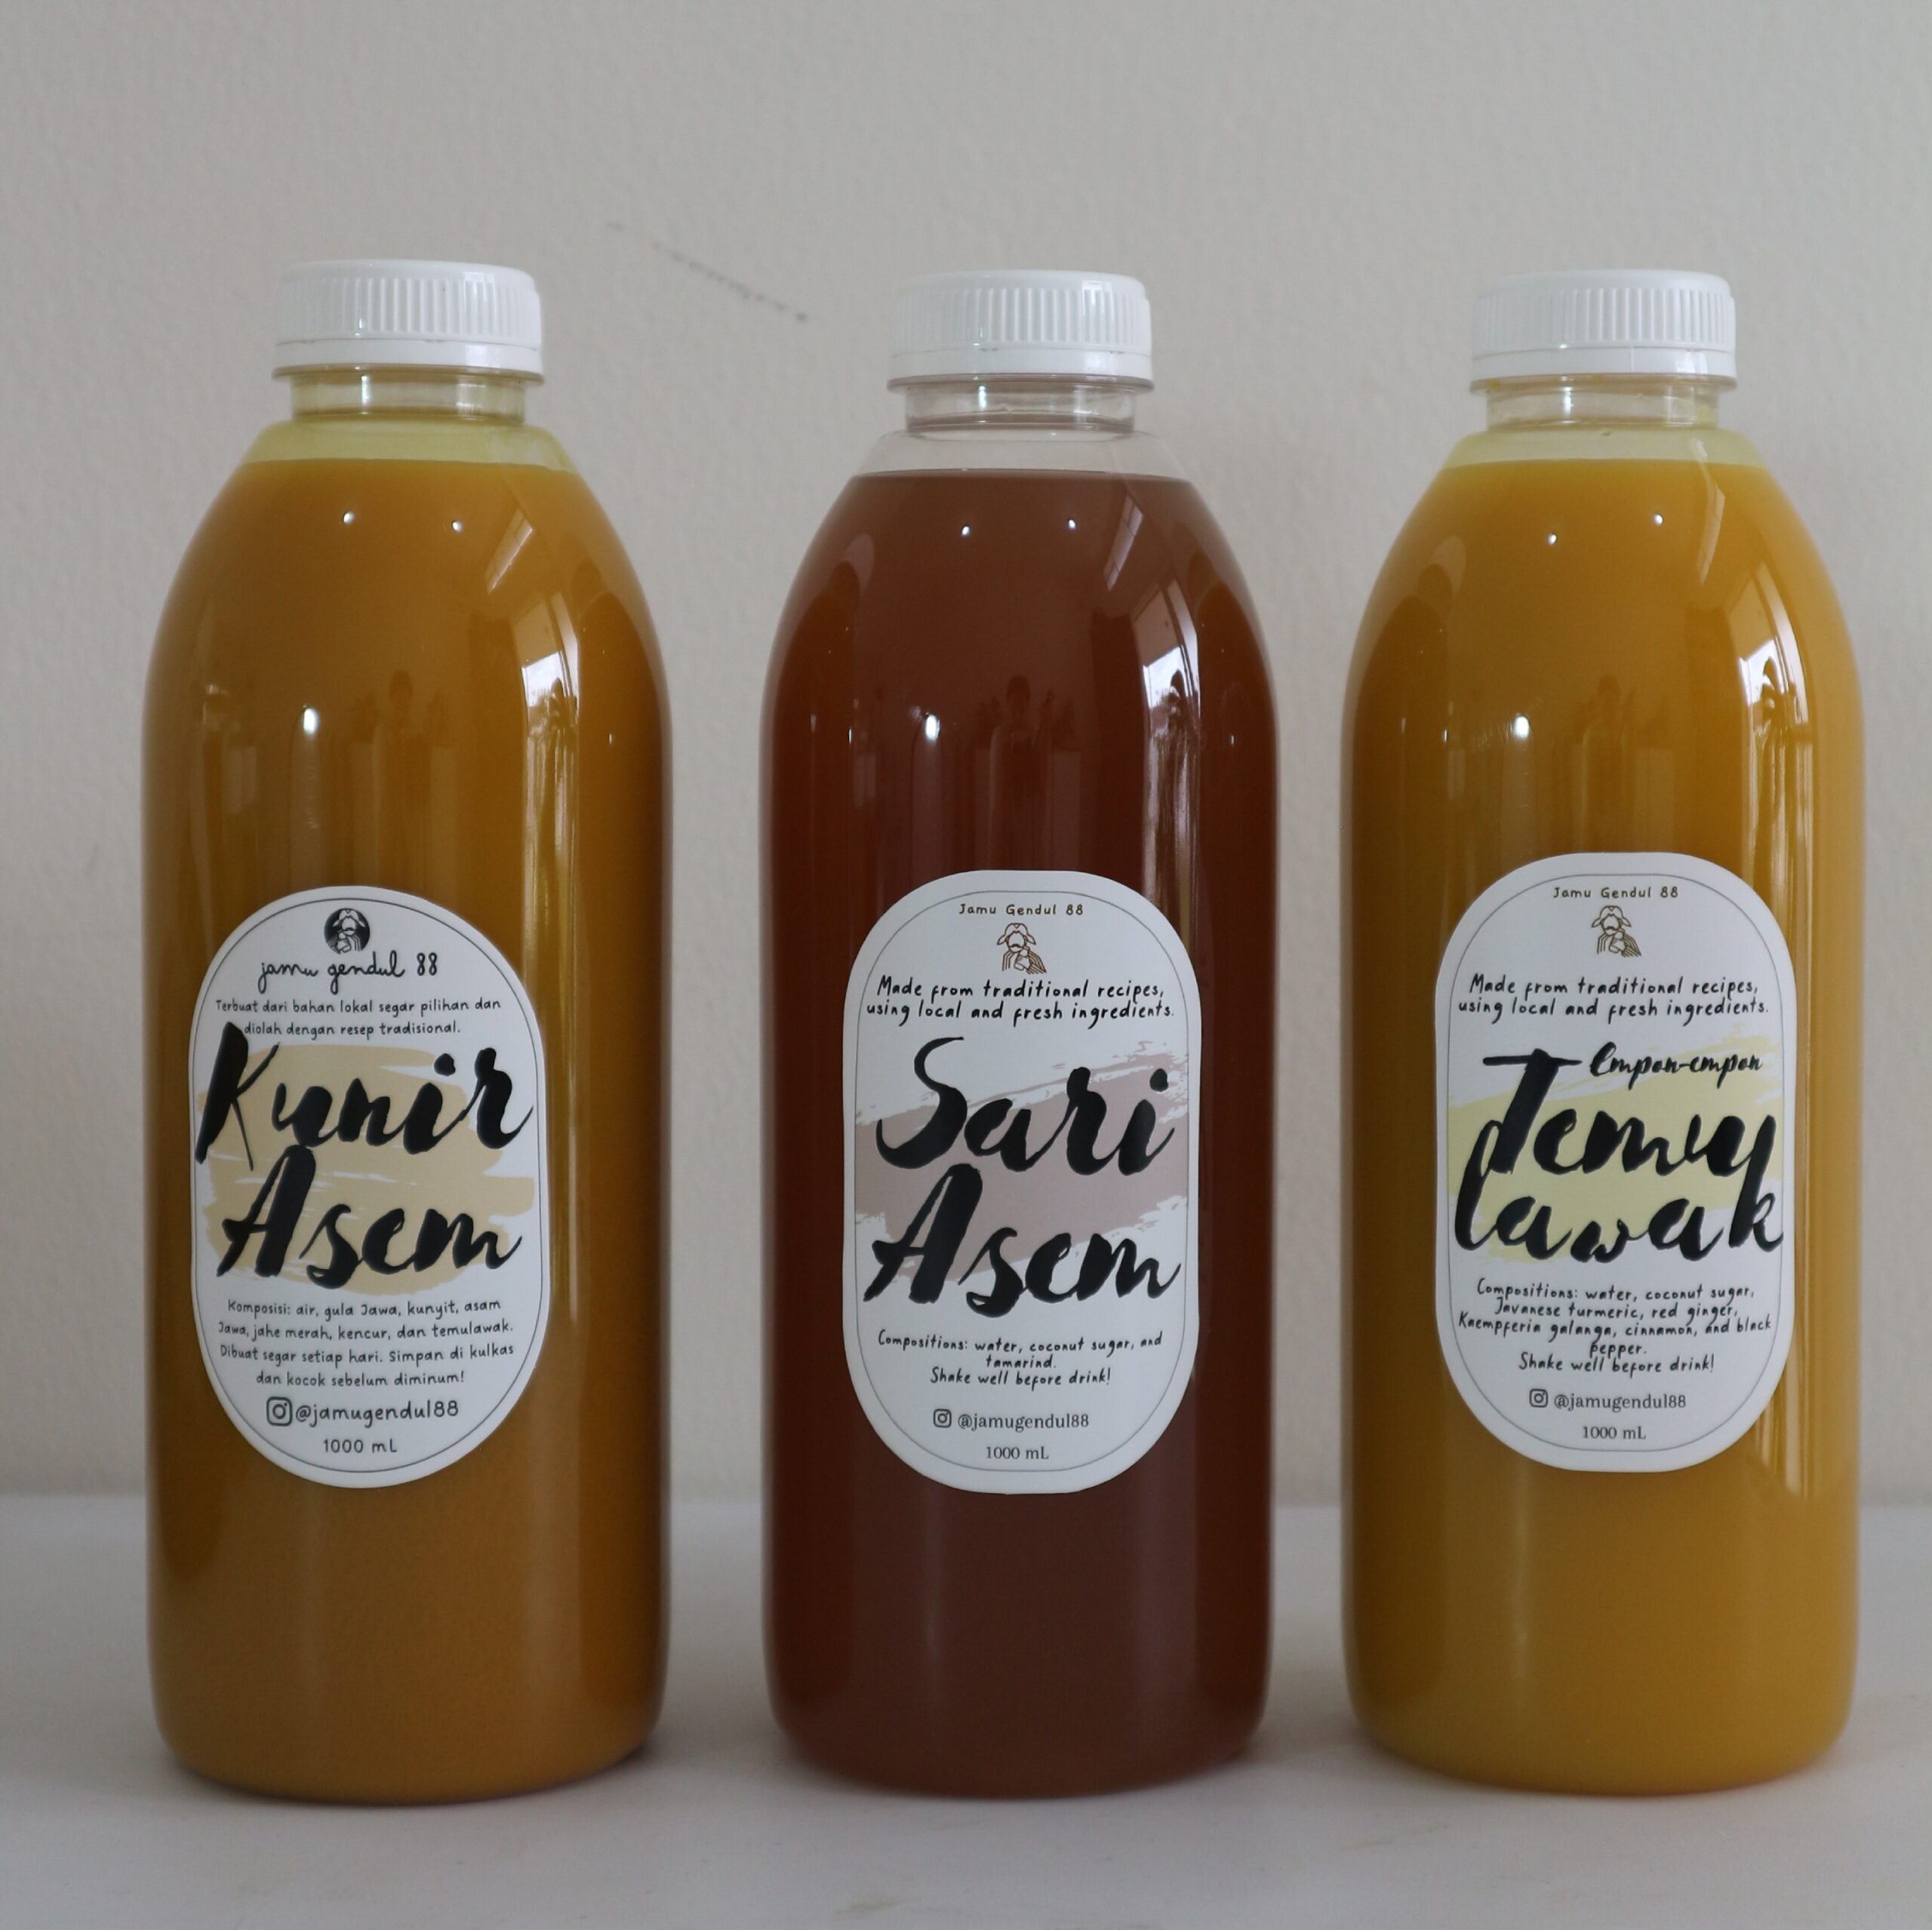 jamu gendul 88
Terbuat dari bahan lokal segar pilihan dan
diolah dengan resep tradisional.
Kunir
Asem
Komposisi: air, gula Jawa, kunyit, asam
Jawa, jahe merah, kencur, dan temulawak.
Dibuat segar setiap hari. Simpan di kulkas
dan kocok sebelum diminum!
@jamugendul88
1000 mL
Jamu Gendul 88
Made from traditional recipes,
using local and fresh ingredients.
Sari
Asem
Compositions: water, coconut sugar, and
tamarind.
Shake well before drink!
@jamugendul88
1000 mL
Jamu Gendul 88
Made from traditional recipes,
using local and fresh ingredients.
Empon-empon
Temu
lawak
Compositions: water, coconut sugar,
Javanese turmeric, red ginger,
Kaempferia galanga, cinnamon, and black
pepper.
Shake well before drink!
@jamugendul88
1000 mL